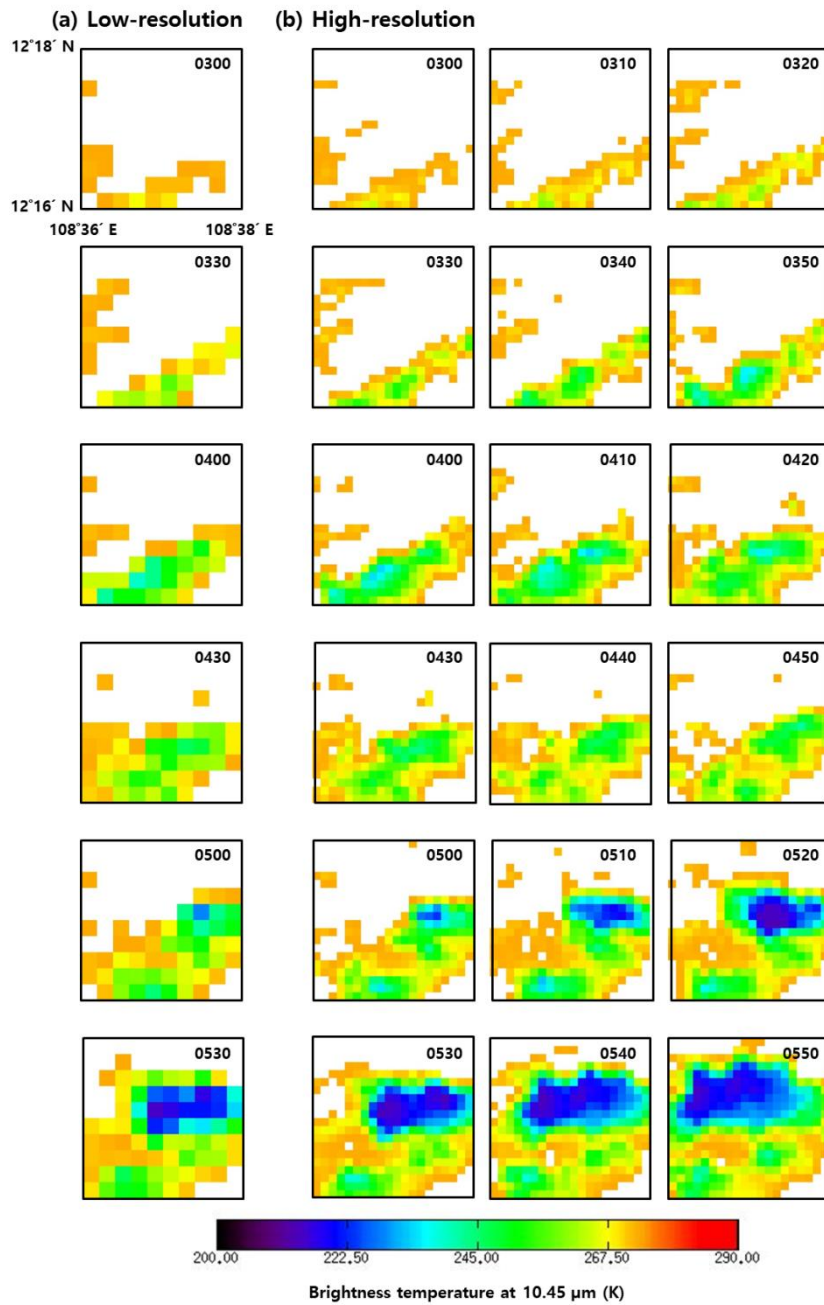 (a) Low-resolution (b) High-resolution
12°18´ N
0300 0300 0310 0320
12°16´ N
108°36´ E 108°38´ E
0330 0330 0340 0350
0400 0400 0410 0420
0430 0430 0440 0450
0500 0500 0510 0520
0530 0530 0540 0550
200.00 222.50 245.00 267.50 290.00
Brightness temperature at 10.45 μm (K)